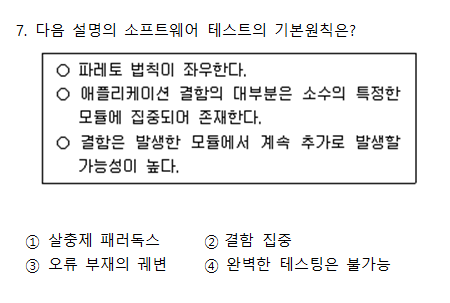 7. 다음 설명의 소프트웨어 테스트의 기본원칙은?
○ 파레토 법칙이 좌우한다.
○ 애플리케이션 결함의 대부분은 소수의 특정한
모듈에 집중되어 존재한다.
○ 결함은 발생한 모듈에서 계속 추가로 발생할
가능성이 높다.
① 살충제 패러독스 ② 결함 집중
③ 오류 부재의 궤변 ④ 완벽한 테스팅은 불가능